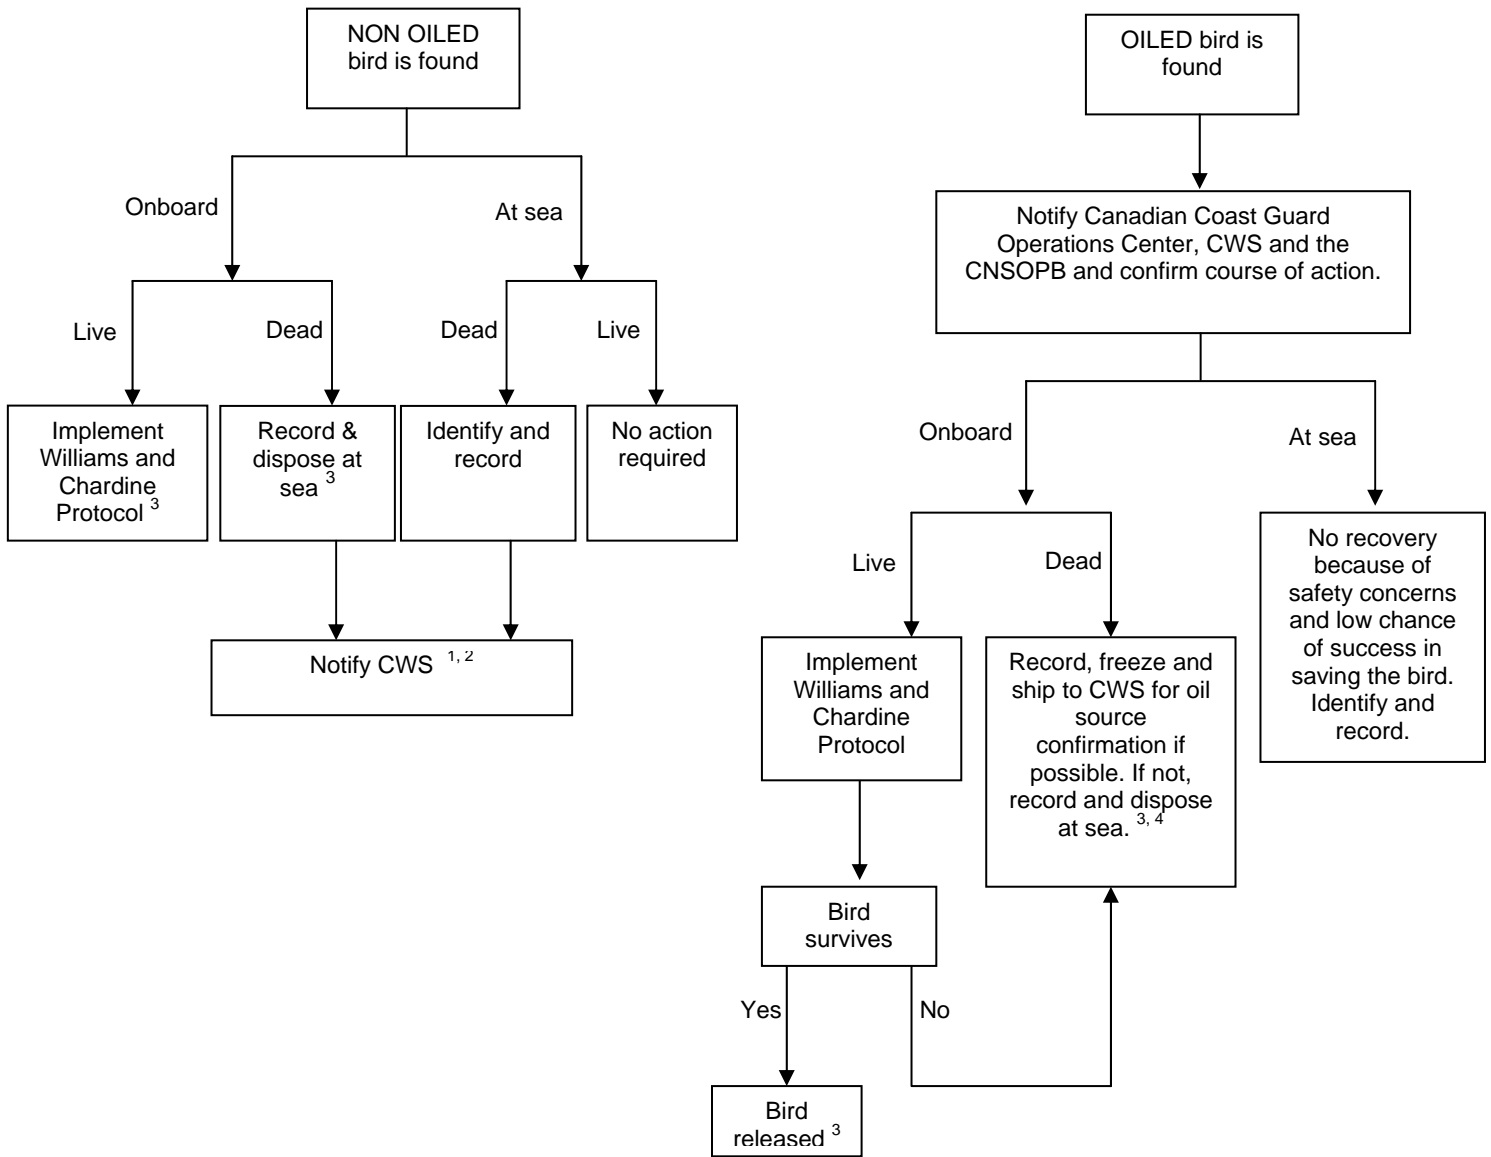 NON OILED
bird is found
Onboard
At sea
Live
Dead
Dead
Live
Implement
Williams and
Chardine
Protocol 3
Record &
dispose at
sea 3
Identify and
record
No action
required
Notify CWS 1, 2
OILED bird is
found
Notify Canadian Coast Guard
Operations Center, CWS and the
CNSOPB and confirm course of action.
Onboard
At sea
Live
Dead
Implement
Williams and
Chardine
Protocol
Record, freeze and
ship to CWS for oil
source
confirmation if
possible. If not,
record and dispose
at sea. 3, 4
No recovery
because of
safety concerns
and low chance
of success in
saving the bird.
Identify and
record.
Bird
survives
Yes
No
Bird
released 3